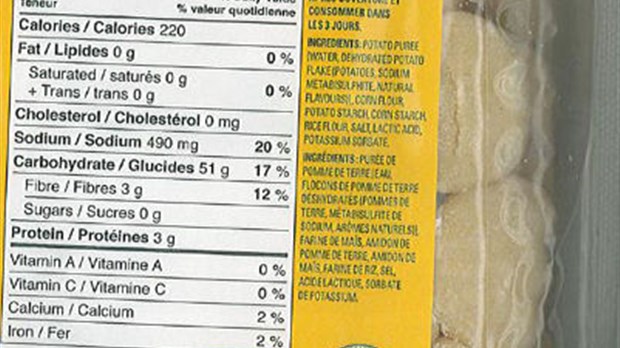 Teneur
% valeur quotidienne
Calories / Calories 220
Fat / Lipides 0 g 0 %
Saturated / saturés 0 g
+ Trans / trans 0 g 0 %
Cholesterol / Cholestérol 0 mg
Sodium / Sodium 490 mg 20 %
Carbohydrate / Glucides 51 g 17 %
Fibre / Fibres 3 g 12 %
Sugars / Sucres 0 g
Protein / Protéines 3 g
Vitamin A / Vitamine A 0 %
Vitamin C / Vitamine C 0 %
Calcium / Calcium 2 %
Iron / Fer 2 %
CONSOMMER DANS
LES 3 JOURS.
INGREDIENTS: POTATO PUREE
(WATER, DEHYDRATED POTATO
FLAKE(POTATOES, SODIUM
METABISULPHITE, NATURAL
FLAVOURS), CORN FLOUR,
POTATO STARCH, CORN STARCH,
RICE FLOUR, SALT, LACTIC ACID,
POTASSIUM SORBATE.
INGRÉDIENTS: PURÉE DE
POMME DE TERRE (EAU,
FLOCONS DE POMME DE TERRE
DÉSHYDRATÉS (POMMES DE
TERRE, MÉTABISULFITE DE
SODIUM, ARÔMES NATURELS),
FARINE DE MAÏS, AMIDON DE
POMME DE TERRE, AMIDON DE
MAÏS, FARINE DE RIZ, SEL,
ACIDE LACTIQUE, SORBATE
DE POTASSIUM.